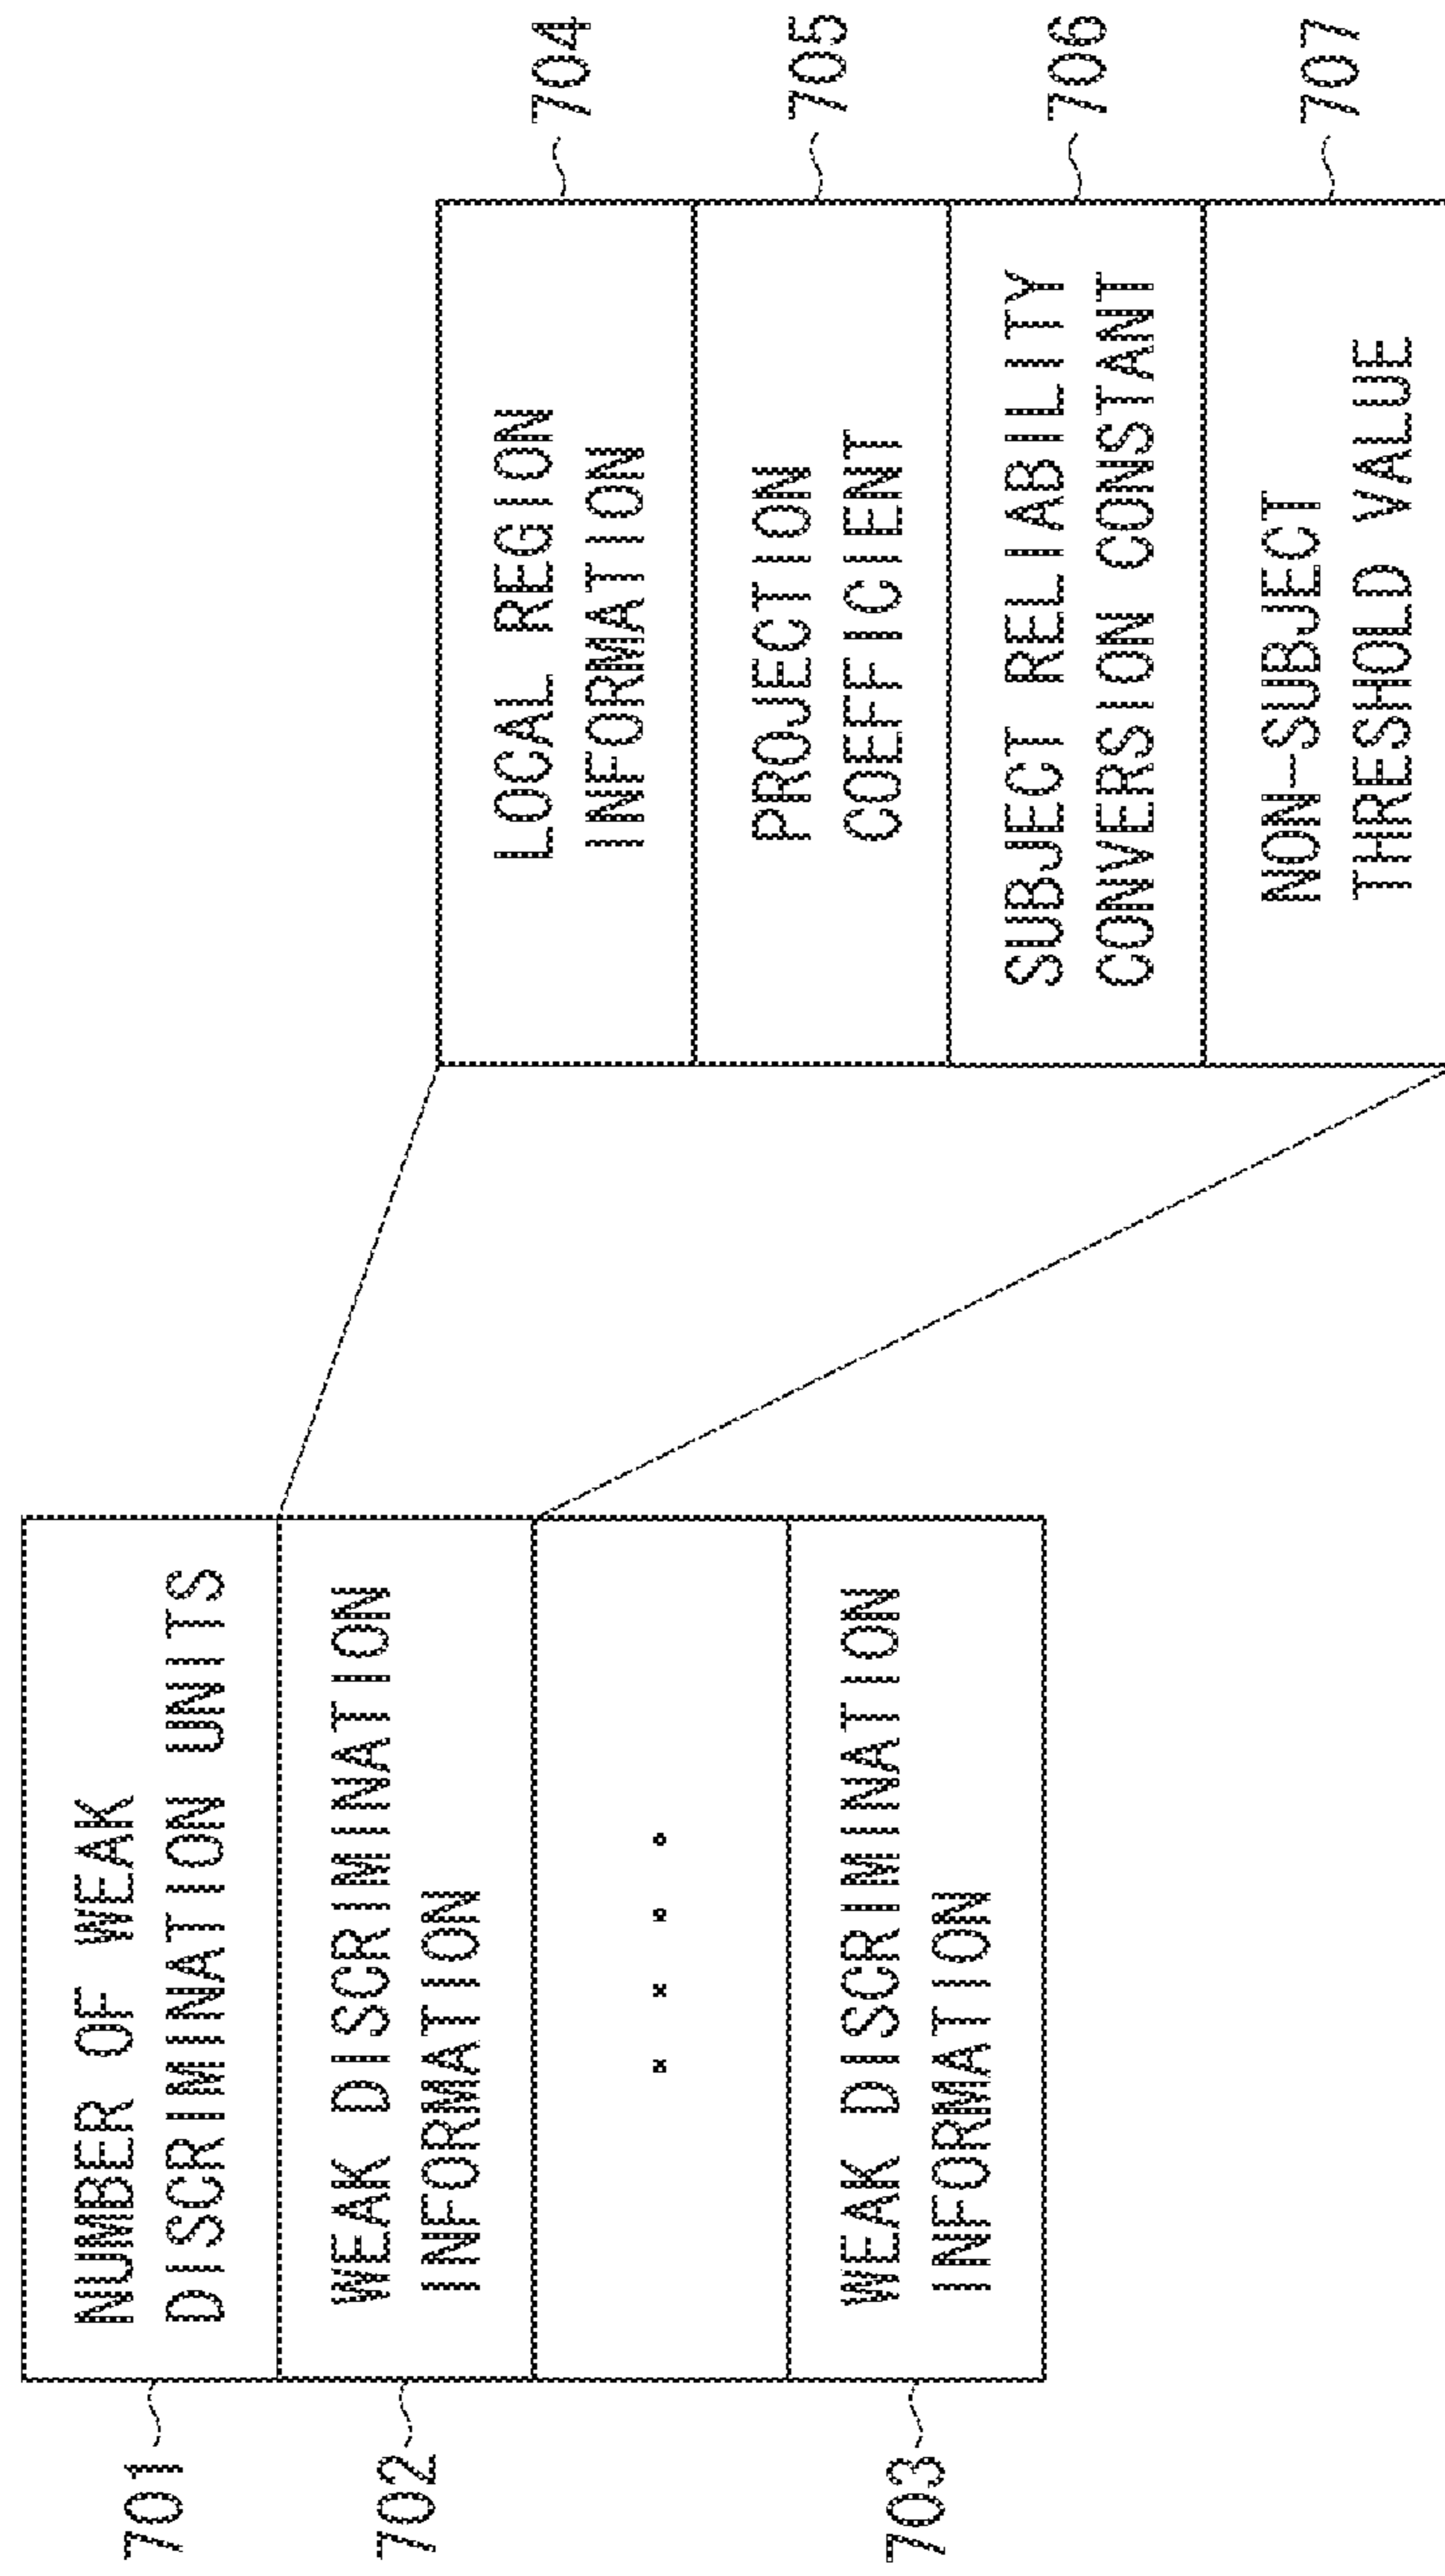 701
NUMBER OF WEAK
DISCRIMINATION UNITS
702
WEAK DISCRIMINATION
INFORMATION
703
WEAK DISCRIMINATION
INFORMATION
LOCAL REGION
INFORMATION
704
PROJECTION
COEFFICIENT
705
SUBJECT RELIABILITY
CONVERSION CONSTANT
706
NON-SUBJECT
THRESHOLD VALUE
707